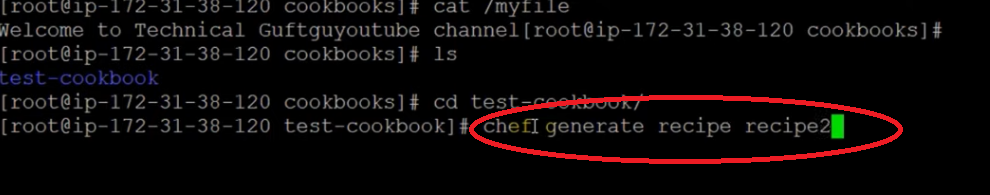 [root@ip-172-31-38-120 cookbooks]# cat /myfile
Welcome to Technical Guftguyoutube channel[root@ip-172-31-38-120 cookbooks]#
[root@ip-172-31-38-120 cookbooks]# ls
test-cookbook
[root@ip-172-31-38-120 cookbooks]# cd test-cookbook/
[root@ip-172-31-38-120 test-cookbook]# chef generate recipe recipe2